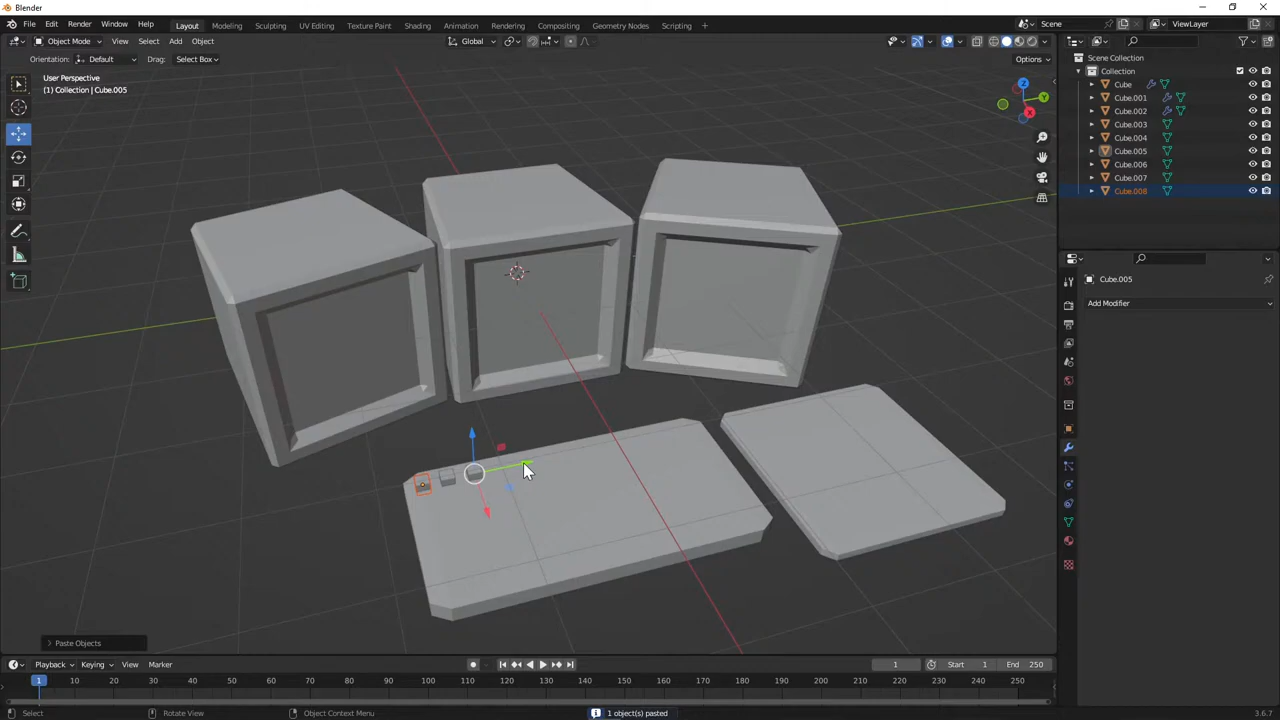 Blender
File Edit Render Window Help Layout Modeling Sculpting UV Editing Texture Paint Shading Animation Rendering Compositing Geometry Nodes Scripting + Scene ViewLayer
Object Mode View Select Add Object Global
Orientation: Default Drag: Select Box Options
User Perspective
(1) Collection | Cube.005
Z
Y
X
Scene Collection
Collection
Cube
Cube.001
Cube.002
Cube.003
Cube.004
Cube.005
Cube.006
Cube.007
Cube.008
Cube.005
Add Modifier
Paste Objects
Playback Keying View Marker 1 Start 1 End 250
1 10 20 30 40 50 60 70 80 90 100 110 120 130 140 150 160 170 180 190 200 210 220 230 240 250
Select Rotate View Object Context Menu 1 object(s) pasted 3.6.7